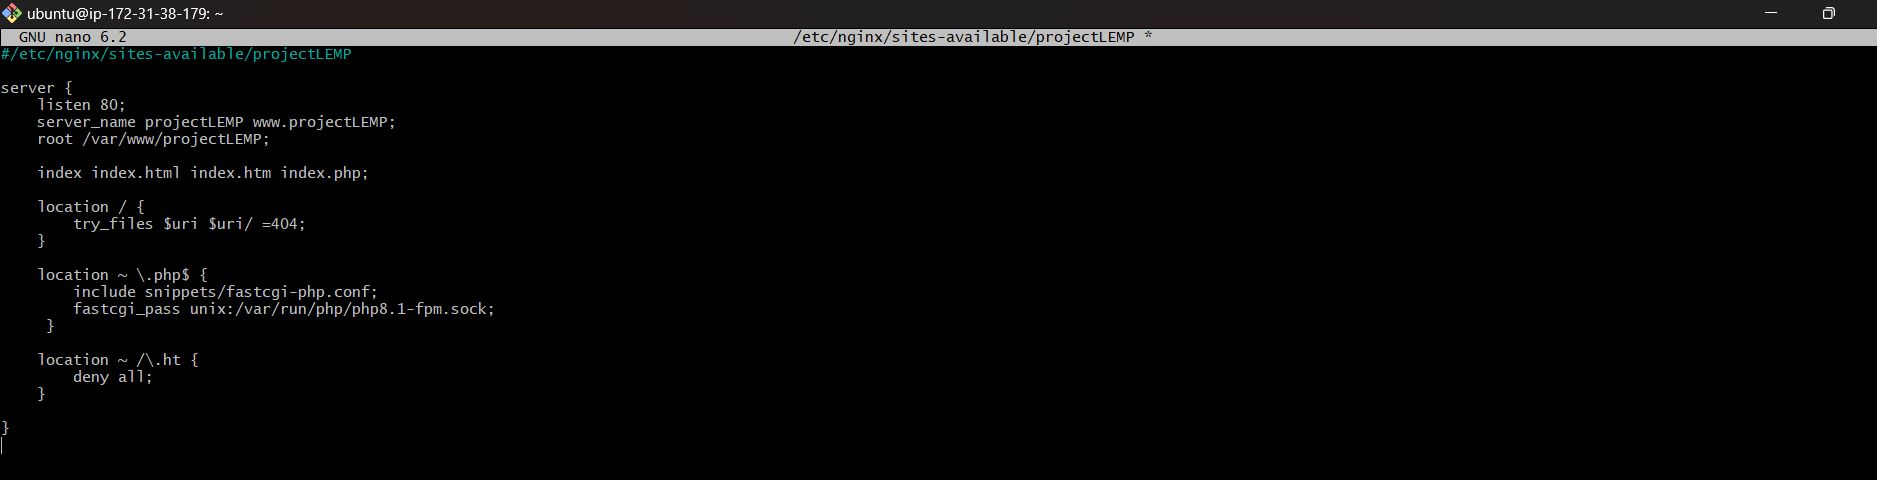 ubuntu@ip-172-31-38-179: ~
GNU nano 6.2 /etc/nginx/sites-available/projectLEMP *
#/etc/nginx/sites-available/projectLEMP
server {
    listen 80;
    server_name projectLEMP www.projectLEMP;
    root /var/www/projectLEMP;
    index index.html index.htm index.php;
    location / {
        try_files $uri $uri/ =404;
    }
    location ~ \.php$ {
        include snippets/fastcgi-php.conf;
        fastcgi_pass unix:/var/run/php/php8.1-fpm.sock;
     }
    location ~ /\.ht {
        deny all;
    }
}